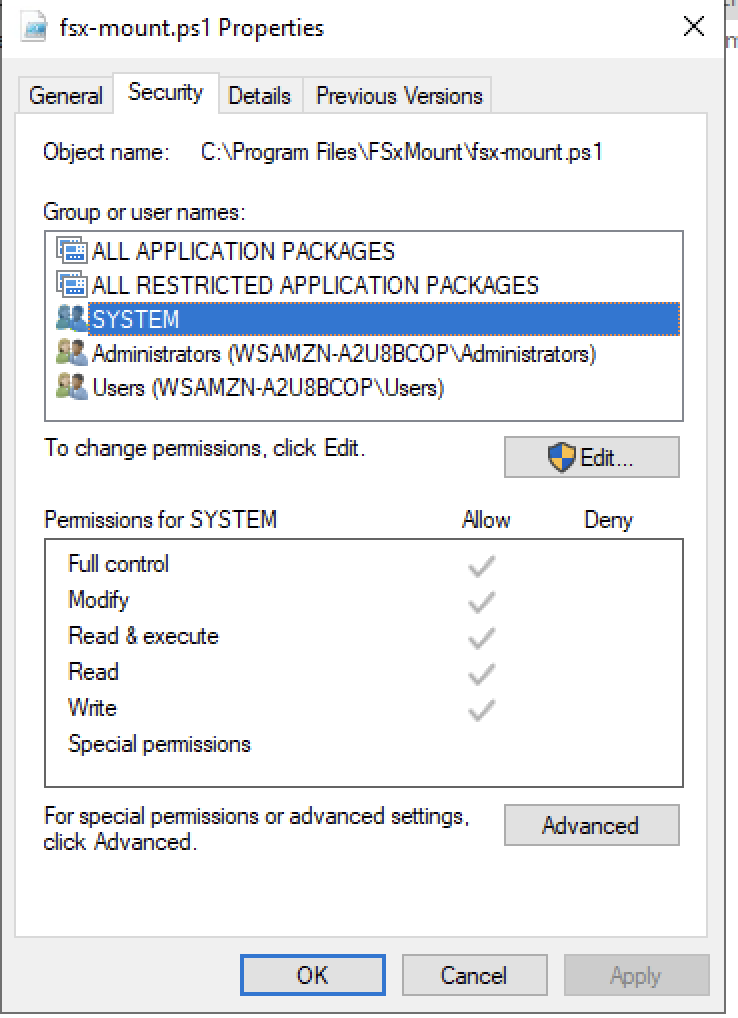 fsx-mount.ps1 Properties
General Security Details Previous Versions
Object name: C:\Program Files\FSxMount\fsx-mount.ps1
Group or user names:
ALL APPLICATION PACKAGES
ALL RESTRICTED APPLICATION PACKAGES
SYSTEM
Administrators (WSAMZN-A2U8BCOP\Administrators)
Users (WSAMZN-A2U8BCOP\Users)
To change permissions, click Edit.
Edit...
Permissions for SYSTEM Allow Deny
Full control
Modify
Read & execute
Read
Write
Special permissions
For special permissions or advanced settings,
click Advanced.
Advanced
OK Cancel Apply